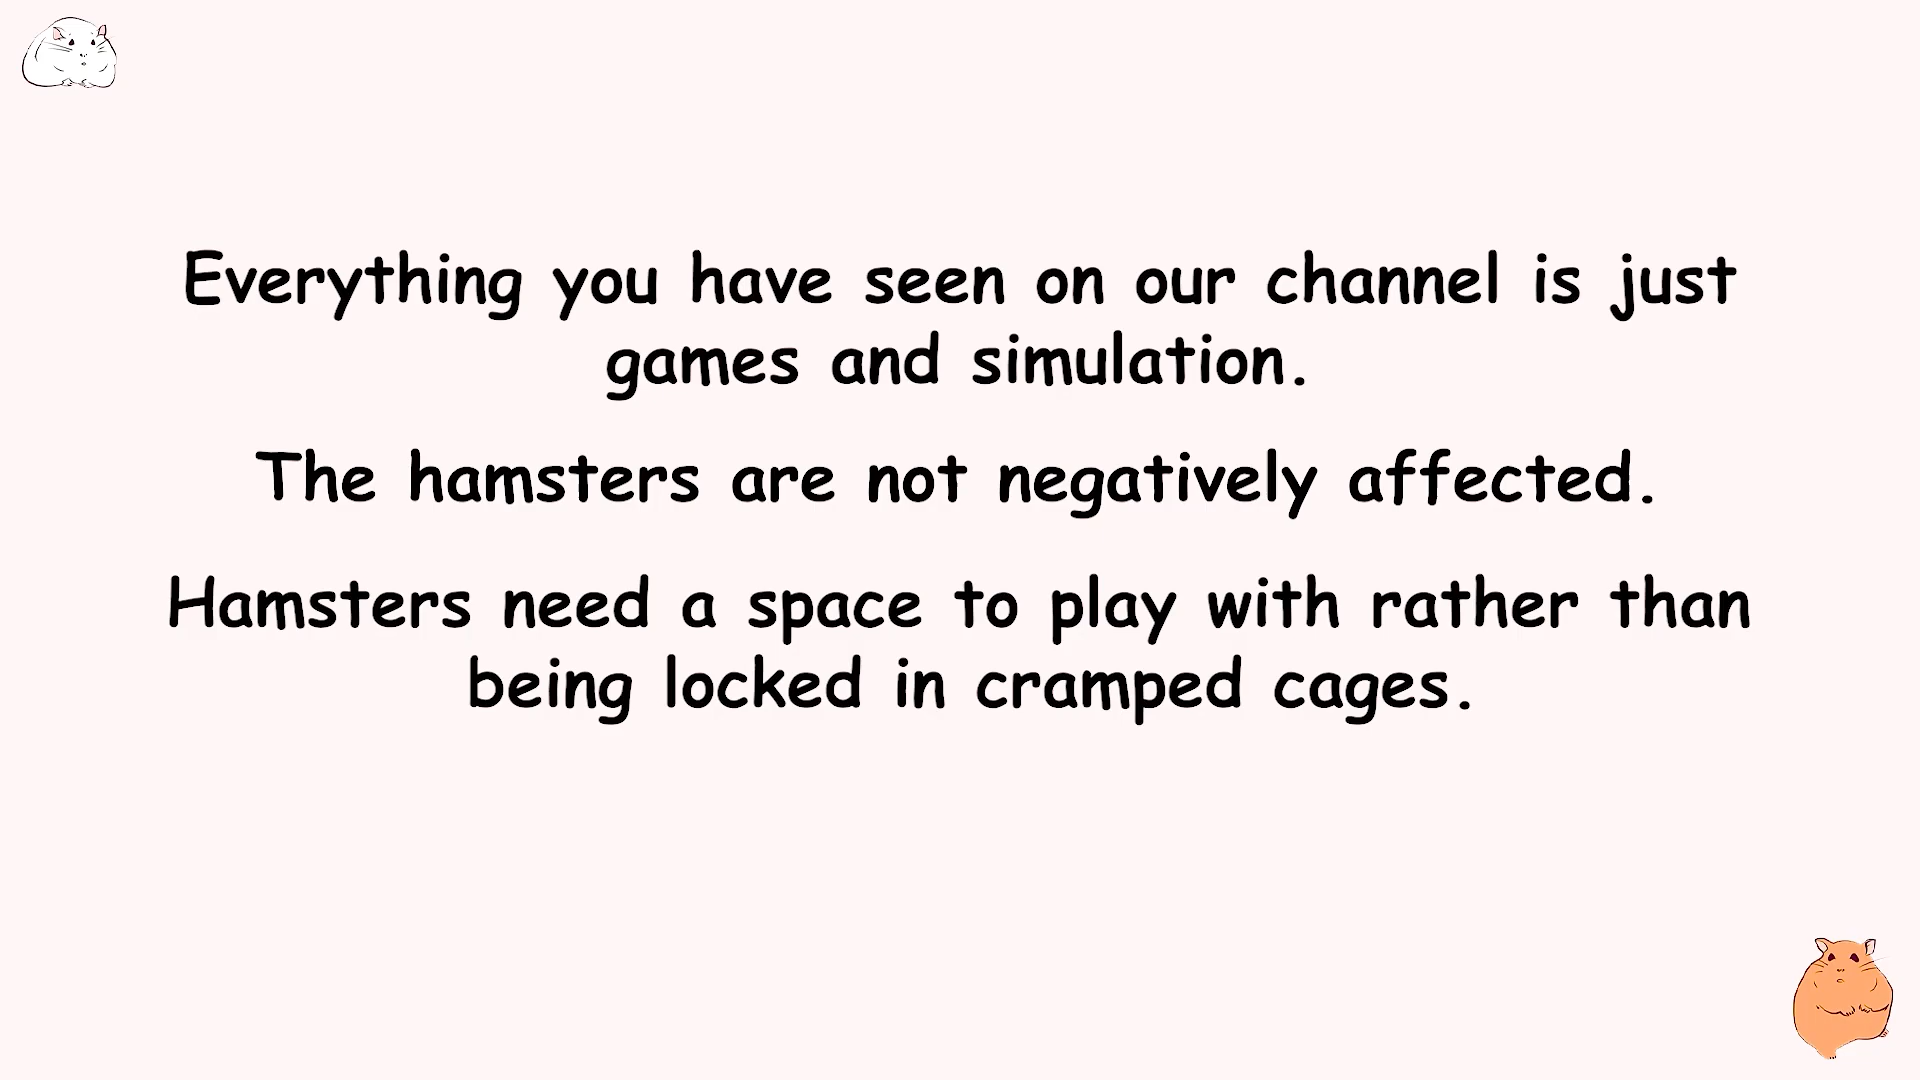 Everything you have seen on our channel is just
games and simulation.
The hamsters are not negatively affected.
Hamsters need a space to play with rather than
being locked in cramped cages.